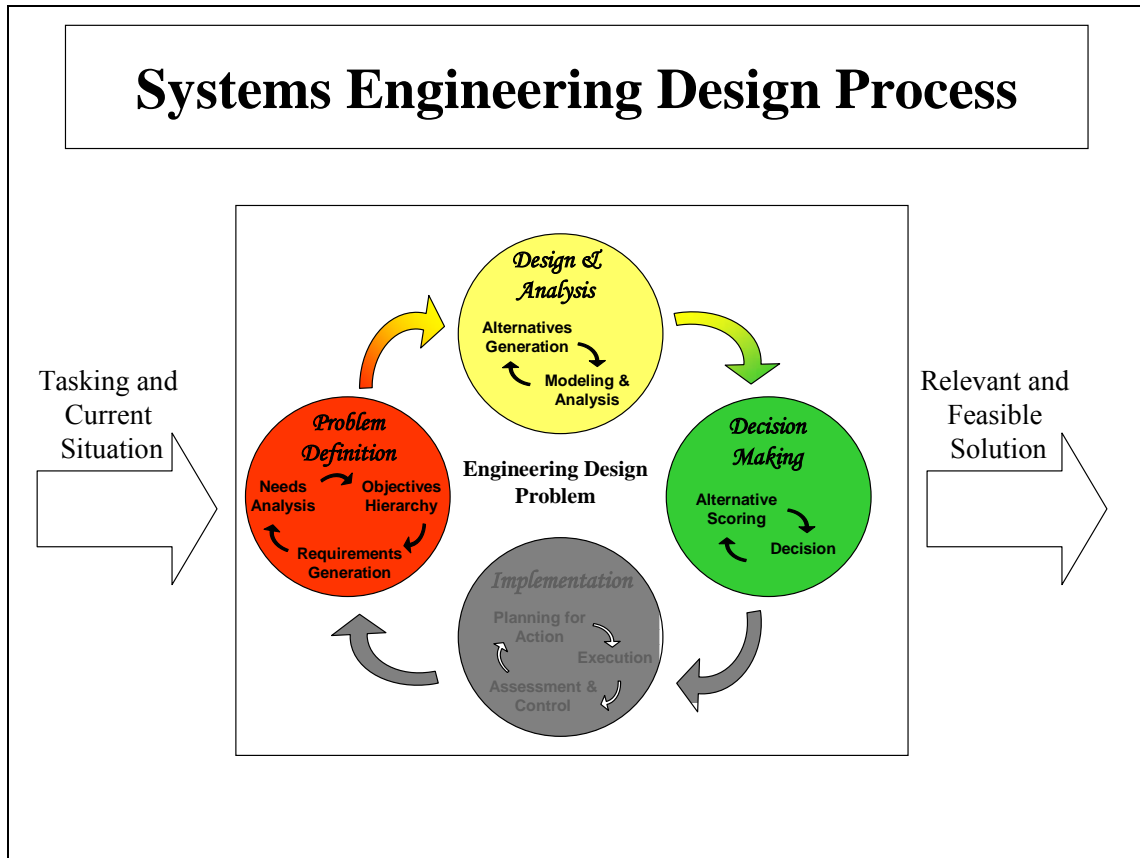 Systems Engineering Design Process
Tasking and
Current
Situation
Design &
Analysis
Alternatives
Generation
Modeling &
Analysis
Problem
Definition
Needs
Analysis
Objectives
Hierarchy
Requirements
Generation
Engineering Design
Problem
Decision
Making
Alternative
Scoring
Decision
Implementation
Planning for
Action
Execution
Assessment &
Control
Relevant and
Feasible
Solution